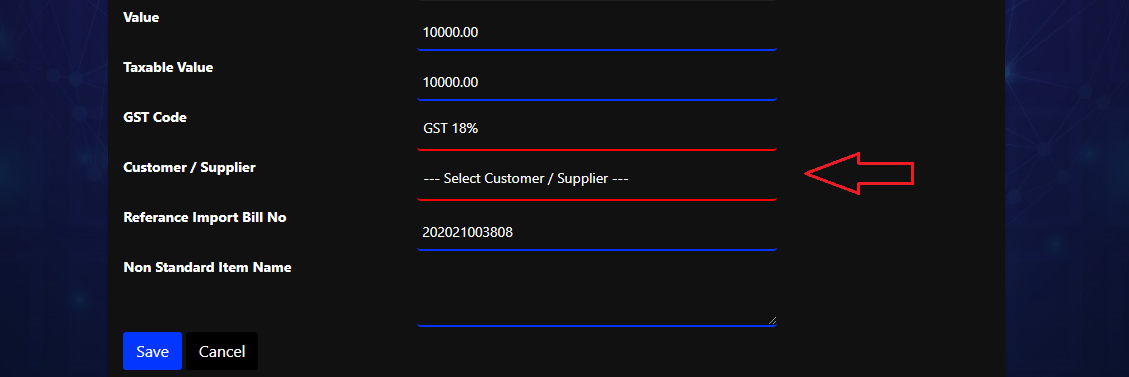 Value
10000.00
Taxable Value
10000.00
GST Code
GST 18%
Customer / Supplier
--- Select Customer / Supplier ---
Referance Import Bill No
202021003808
Non Standard Item Name
Save Cancel